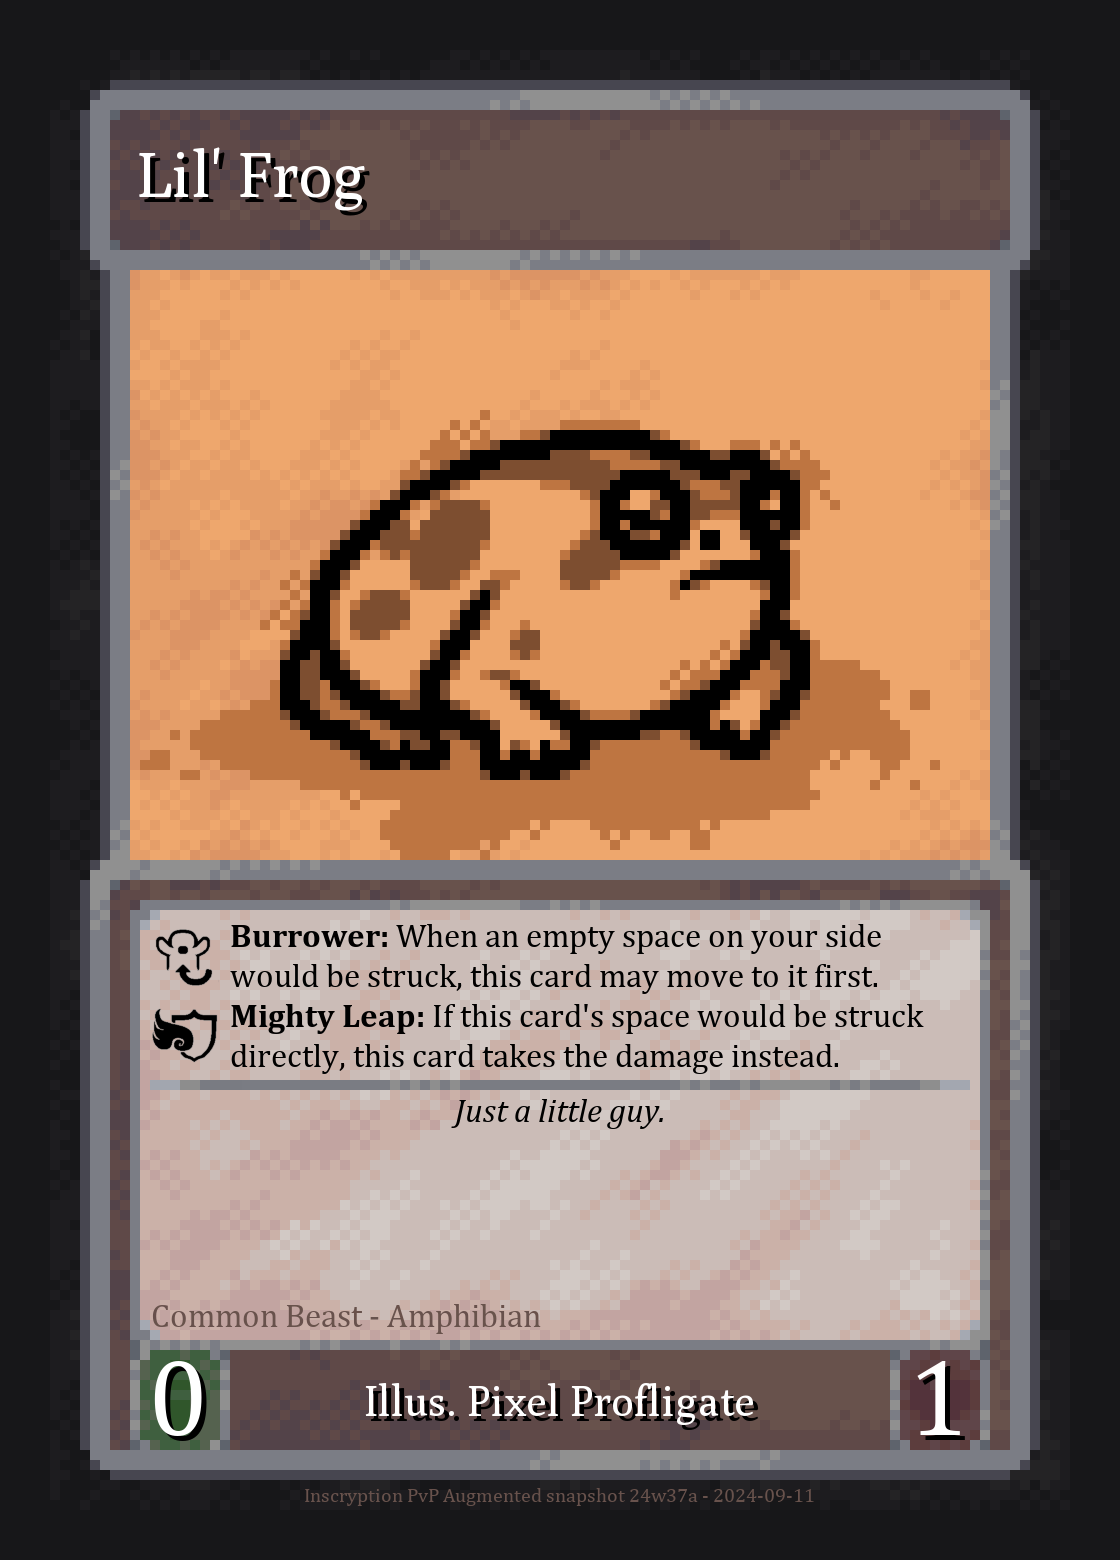 Lil' Frog
Burrower: When an empty space on your side
would be struck, this card may move to it first.
Mighty Leap: If this card's space would be struck
directly, this card takes the damage instead.
Just a little guy.
Common Beast - Amphibian
0 Illus. Pixel Profligate 1
Inscryption PvP Augmented snapshot 24w37a - 2024-09-11